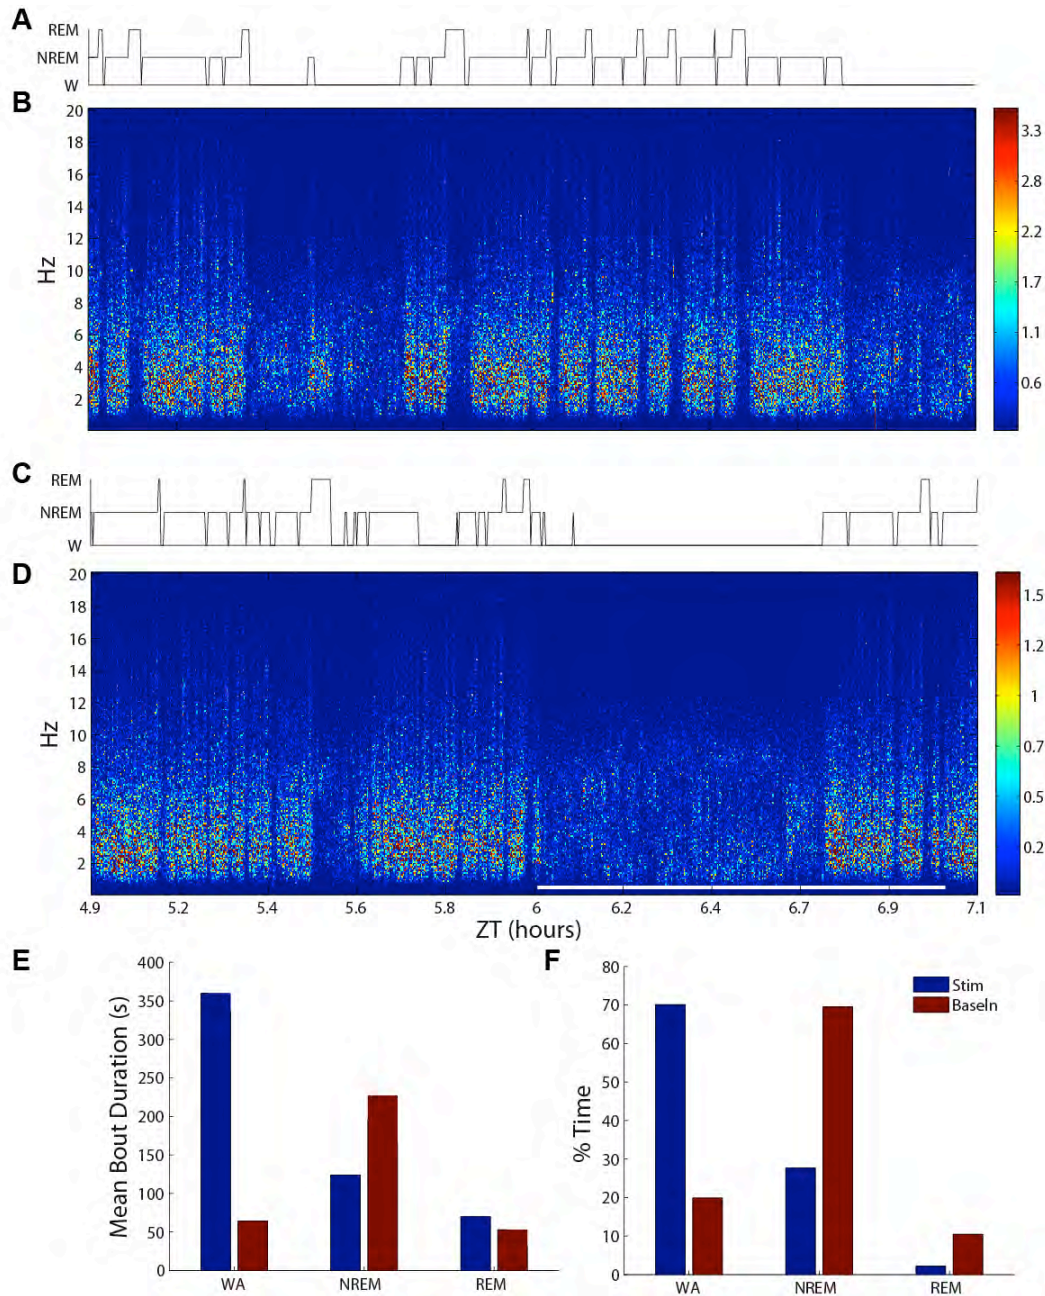 A
REM
NREM
W
B
20
18
16
14
12
10
8
6
4
2
Hz
3.3
2.8
2.2
1.7
1.1
0.6
C
REM
NREM
W
D
20
18
16
14
12
10
8
6
4
2
Hz
1.5
1.2
1
0.7
0.5
0.2
4.9 5.2 5.4 5.6 5.8 6 6.2 6.4 6.7 6.9 7.1
ZT (hours)
E
400
350
300
250
200
150
100
50
0
Mean Bout Duration (s)
WA NREM REM
F
80
70
60
50
40
30
20
10
0
% Time
Stim
Baseln
WA NREM REM